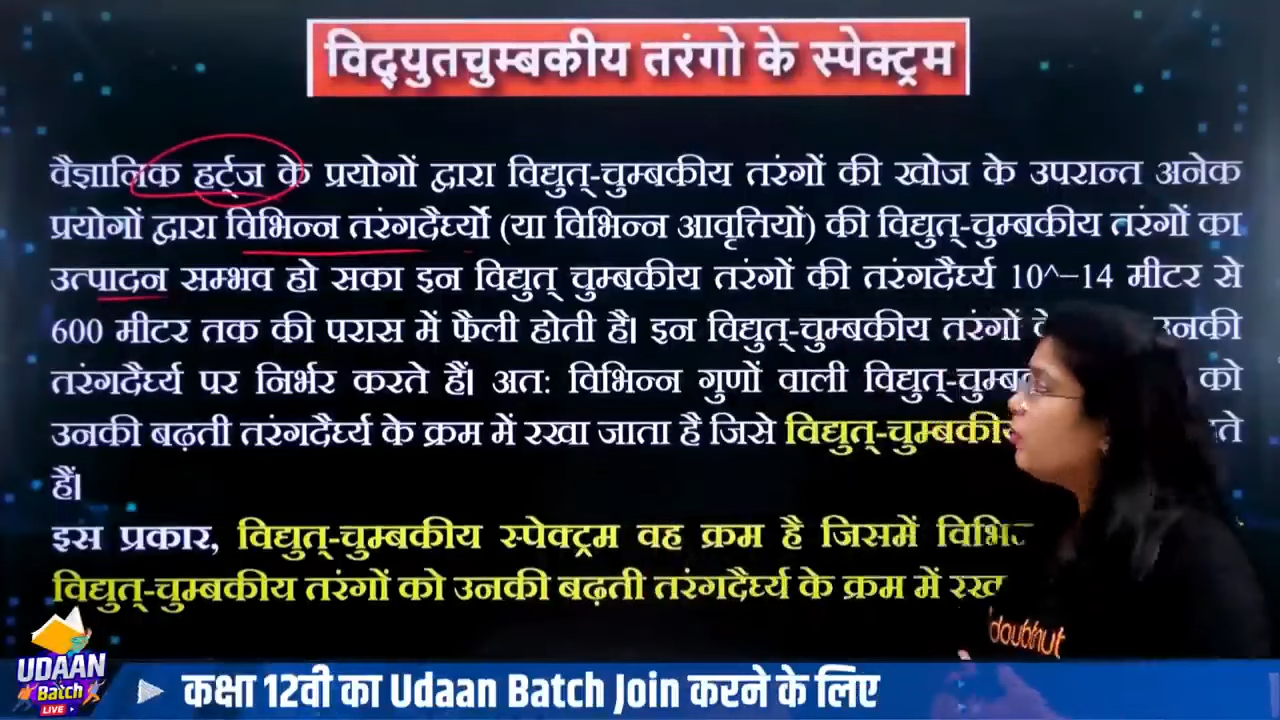 विद्युतचुम्बकीय तरंगो के स्पेक्ट्रम
वैज्ञानिक हर्ट्ज के प्रयोगों द्वारा विद्युत्-चुम्बकीय तरंगों की खोज के उपरान्त अनेक
प्रयोगों द्वारा विभिन्न तरंगदैर्घ्यो (या विभिन्न आवृत्तियों) की विद्युत्-चुम्बकीय तरंगों का
उत्पादन सम्भव हो सका इन विद्युत् चुम्बकीय तरंगों की तरंगदैर्घ्य 10^–14 मीटर से
600 मीटर तक की परास में फैली होती है। इन विद्युत्-चुम्बकीय तरंगों उनकी
तरंगदैर्घ्य पर निर्भर करते हैं। अत: विभिन्न गुणों वाली को
उनकी बढ़ती तरंगदैर्घ्य के क्रम में रखा जाता है जिसे
हैं।
इस प्रकार, विद्युत्-चुम्बकीय स्पेक्ट्रम वह क्रम है जिसमें
विद्युत्-चुम्बकीय तरंगों को उनकी बढ़ती तरंगदैर्घ्य के क्रम में
doubtnut
UDAAN
Batch
LIVE
कक्षा 12वी का Udaan Batch Join करने के लिए